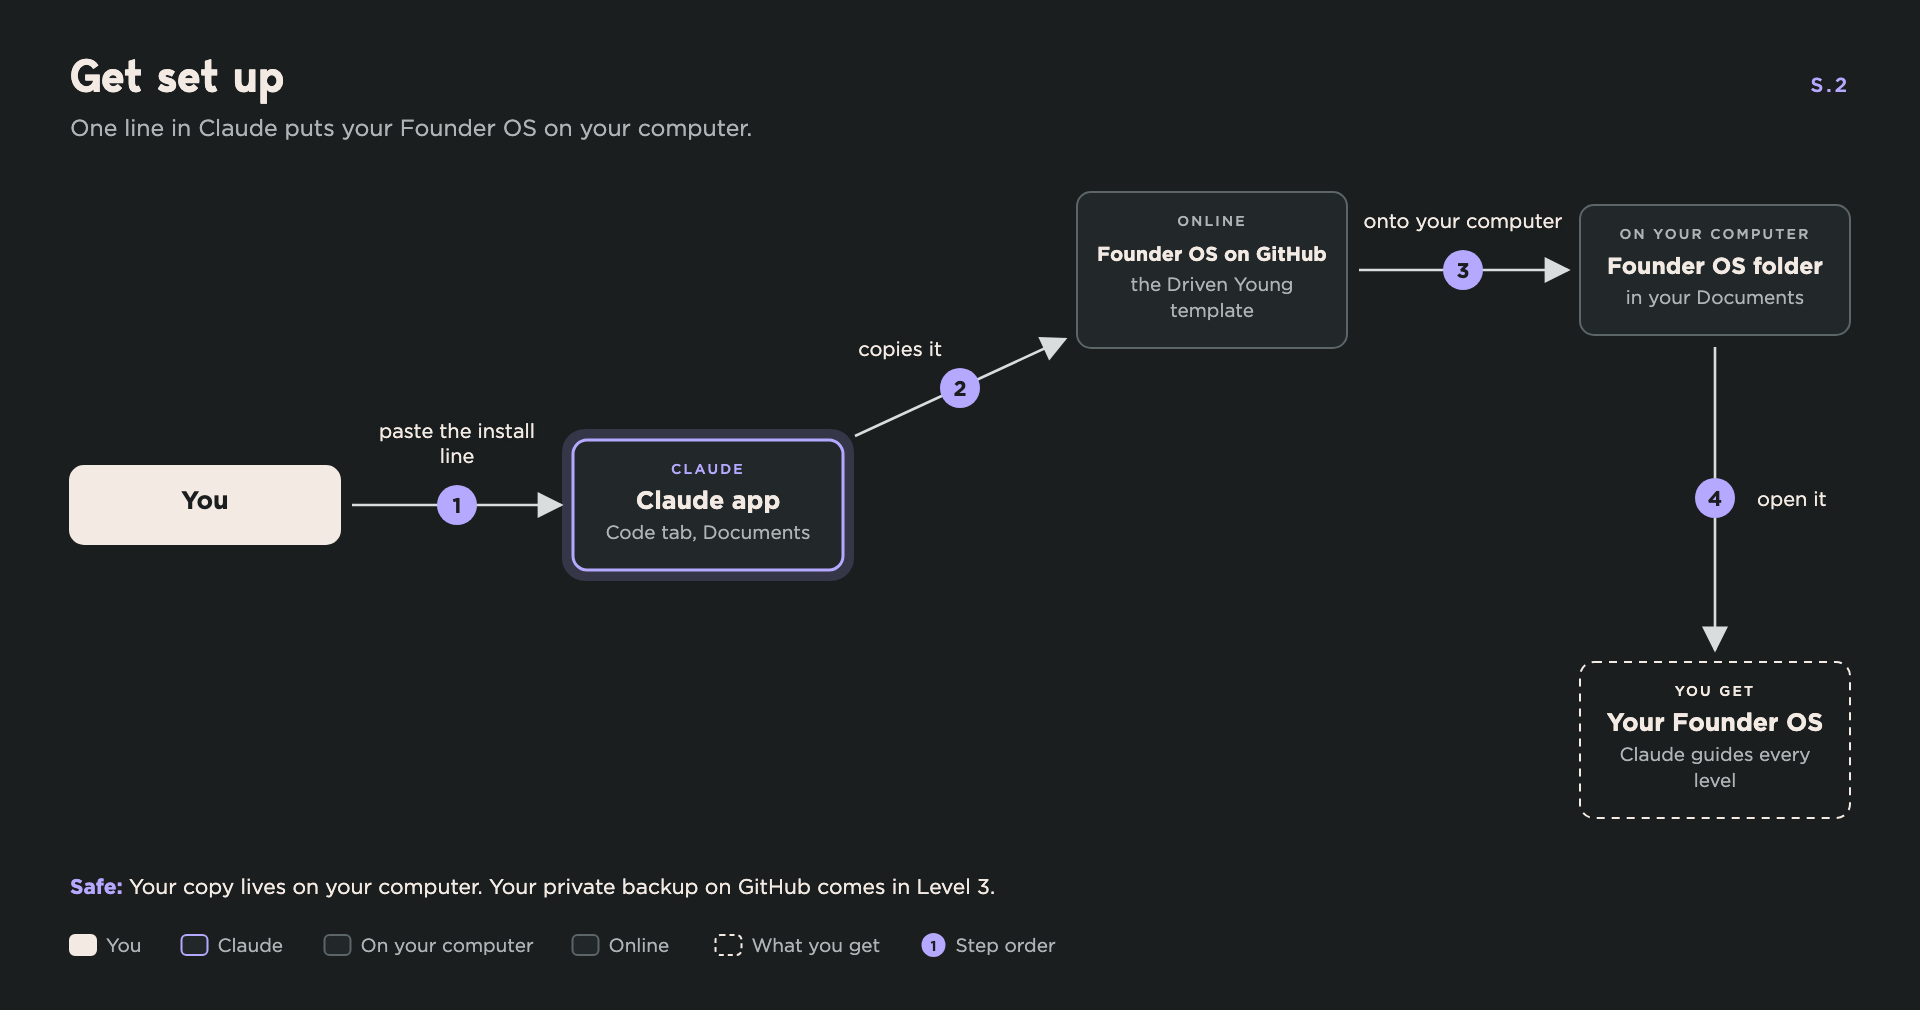 Get set up
S.2
One line in Claude puts your Founder OS on your computer.
ONLINE
Founder OS on GitHub
the Driven Young
template
onto your computer
3
ON YOUR COMPUTER
Founder OS folder
in your Documents
copies it
2
paste the install
line
You
1
CLAUDE
Claude app
Code tab, Documents
4
open it
YOU GET
Your Founder OS
Claude guides every
level
Safe: Your copy lives on your computer. Your private backup on GitHub comes in Level 3.
You
Claude
On your computer
Online
What you get
1
Step order